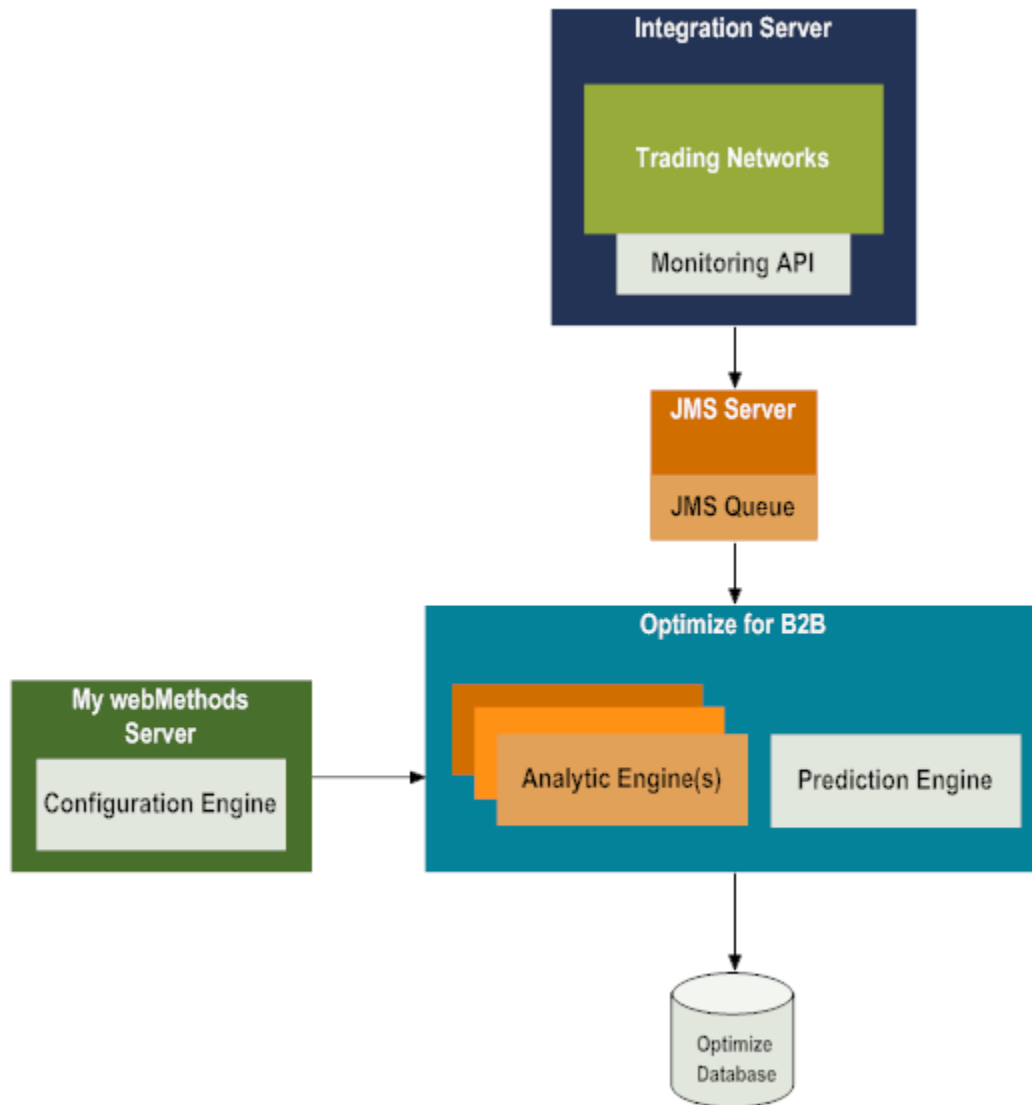 Integration Server
Trading Networks
Monitoring API
JMS Server
JMS Queue
Optimize for B2B
My webMethods
Server
Configuration Engine
Analytic Engine(s)
Prediction Engine
Optimize
Database